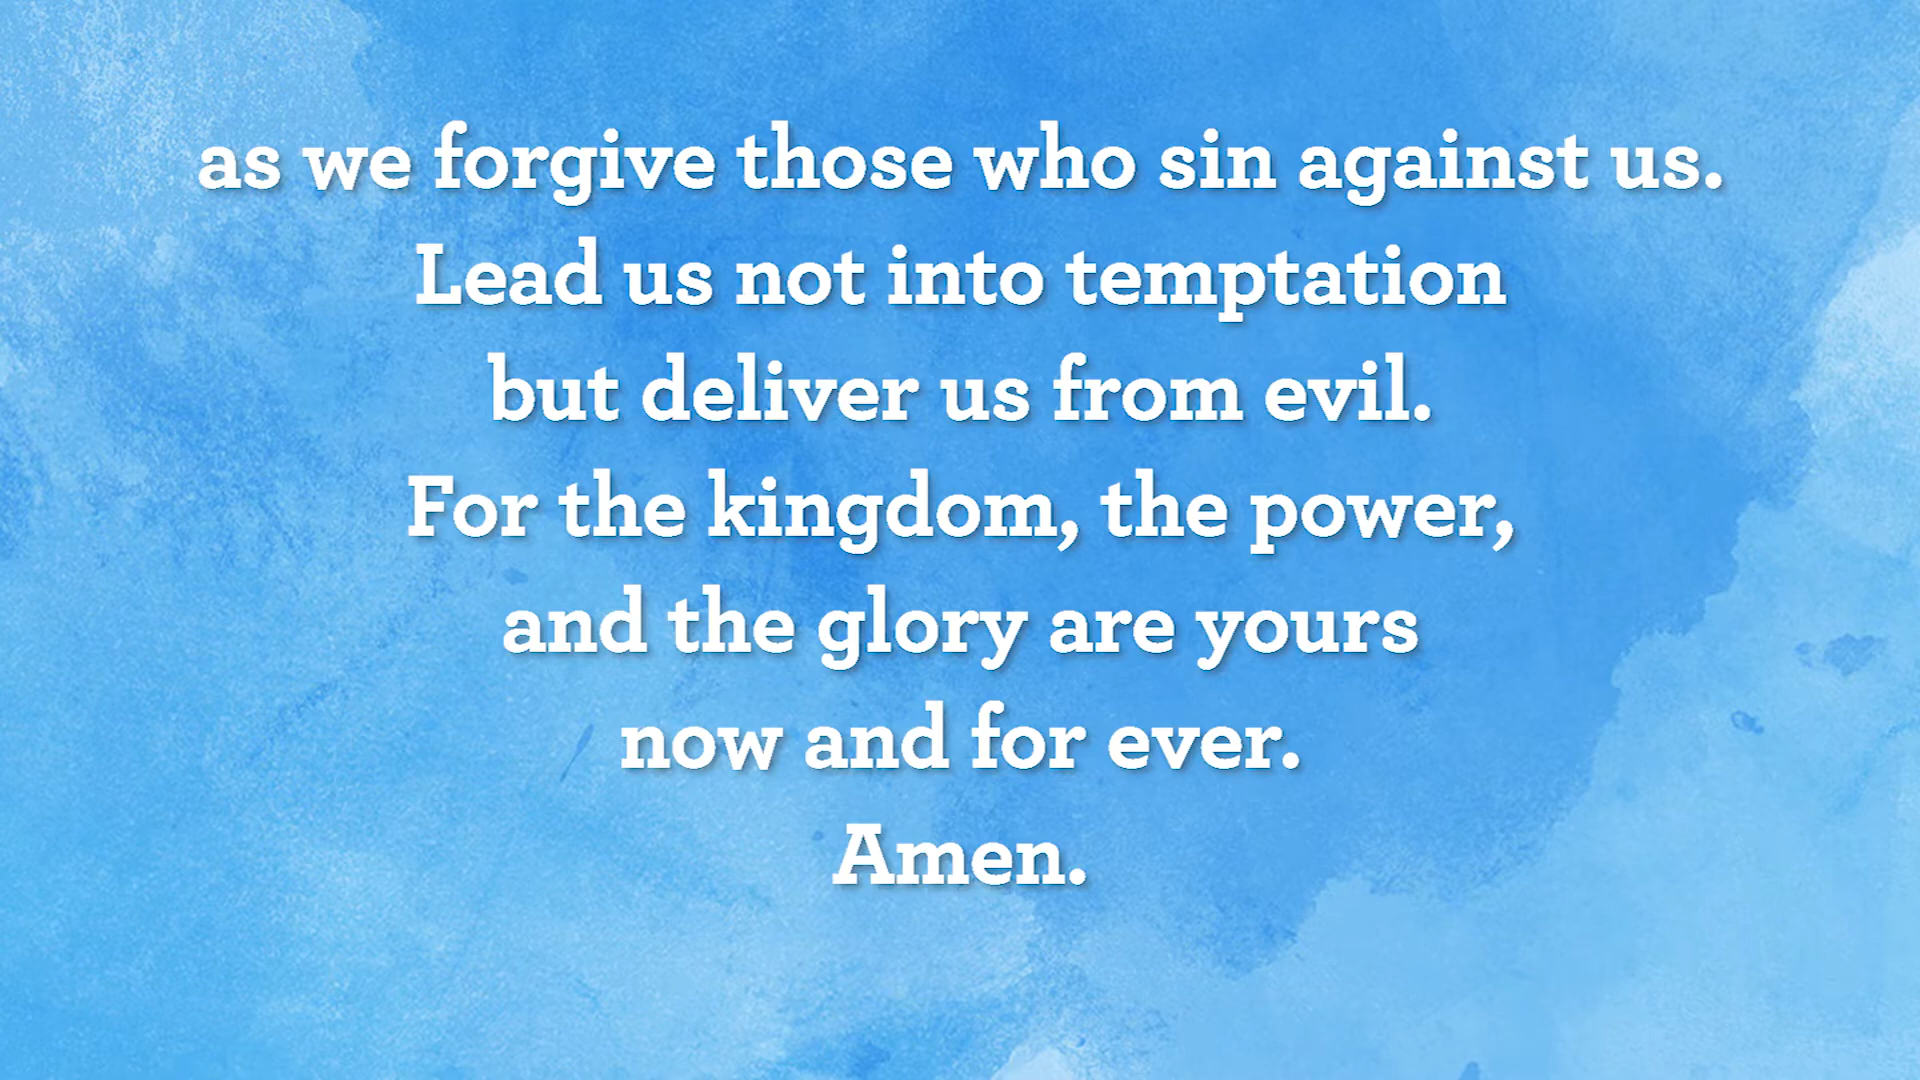 as we forgive those who sin against us.
Lead us not into temptation
but deliver us from evil.
For the kingdom, the power,
and the glory are yours
now and for ever.
Amen.